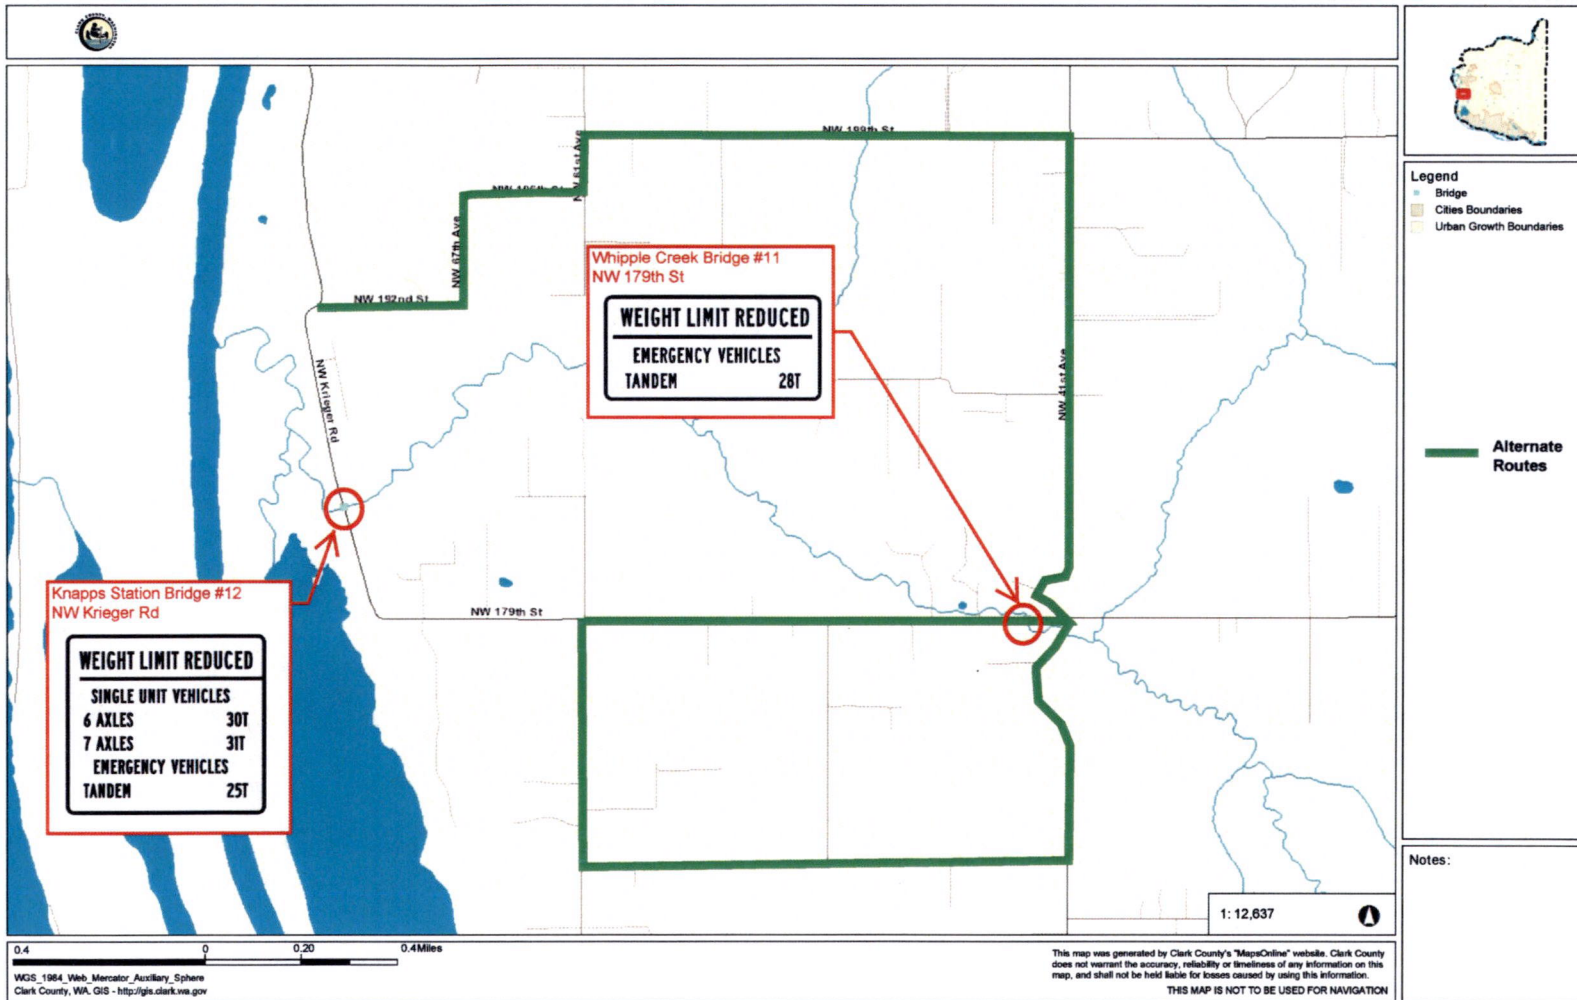 NW 199th St
NW 61st Ave
NW 67th Ave
NW 192nd St
NW Krieger Rd
NW 41st Ave
NW 179th St
Whipple Creek Bridge #11
NW 179th St
WEIGHT LIMIT REDUCED
EMERGENCY VEHICLES
TANDEM 28T
Knapps Station Bridge #12
NW Krieger Rd
WEIGHT LIMIT REDUCED
SINGLE UNIT VEHICLES
6 AXLES 30T
7 AXLES 31T
EMERGENCY VEHICLES
TANDEM 25T
Legend
Bridge
Cities Boundaries
Urban Growth Boundaries
Alternate
Routes
Notes:
1: 12,637
0.4 0 0.20 0.4Miles
WGS_1984_Web_Mercator_Auxiliary_Sphere
Clark County, WA. GIS - http://gis.clark.wa.gov
This map was generated by Clark County's "MapsOnline" website. Clark County
does not warrant the accuracy, reliability or timeliness of any information on this
map, and shall not be held liable for losses caused by using this information.
THIS MAP IS NOT TO BE USED FOR NAVIGATION